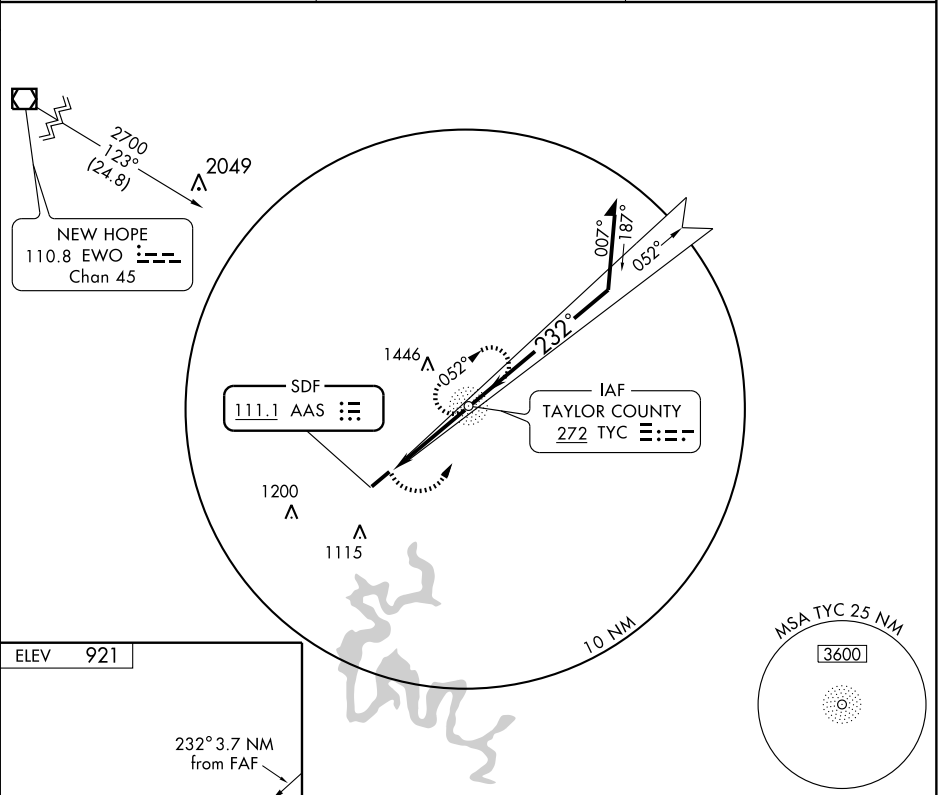 2700
123°
(24.8)
2049
NEW HOPE
110.8 EWO
Chan 45
007°
187°
052°
232°
1446
052°
SDF
111.1 AAS
IAF
TAYLOR COUNTY
272 TYC
1200
1115
10 NM
MSA TYC 25 NM
3600
ELEV 921
232° 3.7 NM
from FAF